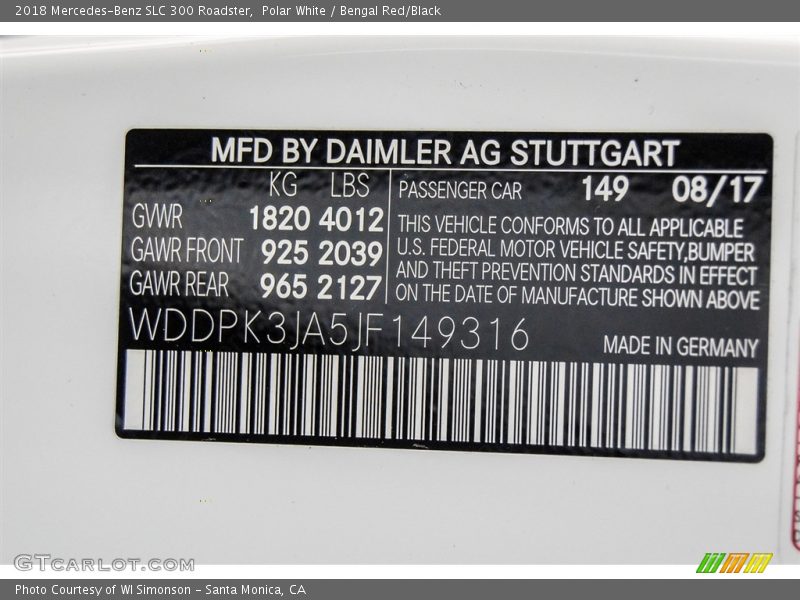 2018 Mercedes-Benz SLC 300 Roadster, Polar White / Bengal Red/Black
MFD BY DAIMLER AG STUTTGART
KG LBS
GVWR 1820 4012
GAWR FRONT 925 2039
GAWR REAR 965 2127
PASSENGER CAR 149 08/17
THIS VEHICLE CONFORMS TO ALL APPLICABLE
U.S. FEDERAL MOTOR VEHICLE SAFETY,BUMPER
AND THEFT PREVENTION STANDARDS IN EFFECT
ON THE DATE OF MANUFACTURE SHOWN ABOVE
WDDPK3JA5JF149316
MADE IN GERMANY
GTCARLOT.COM
Photo Courtesy of WI Simonson - Santa Monica, CA